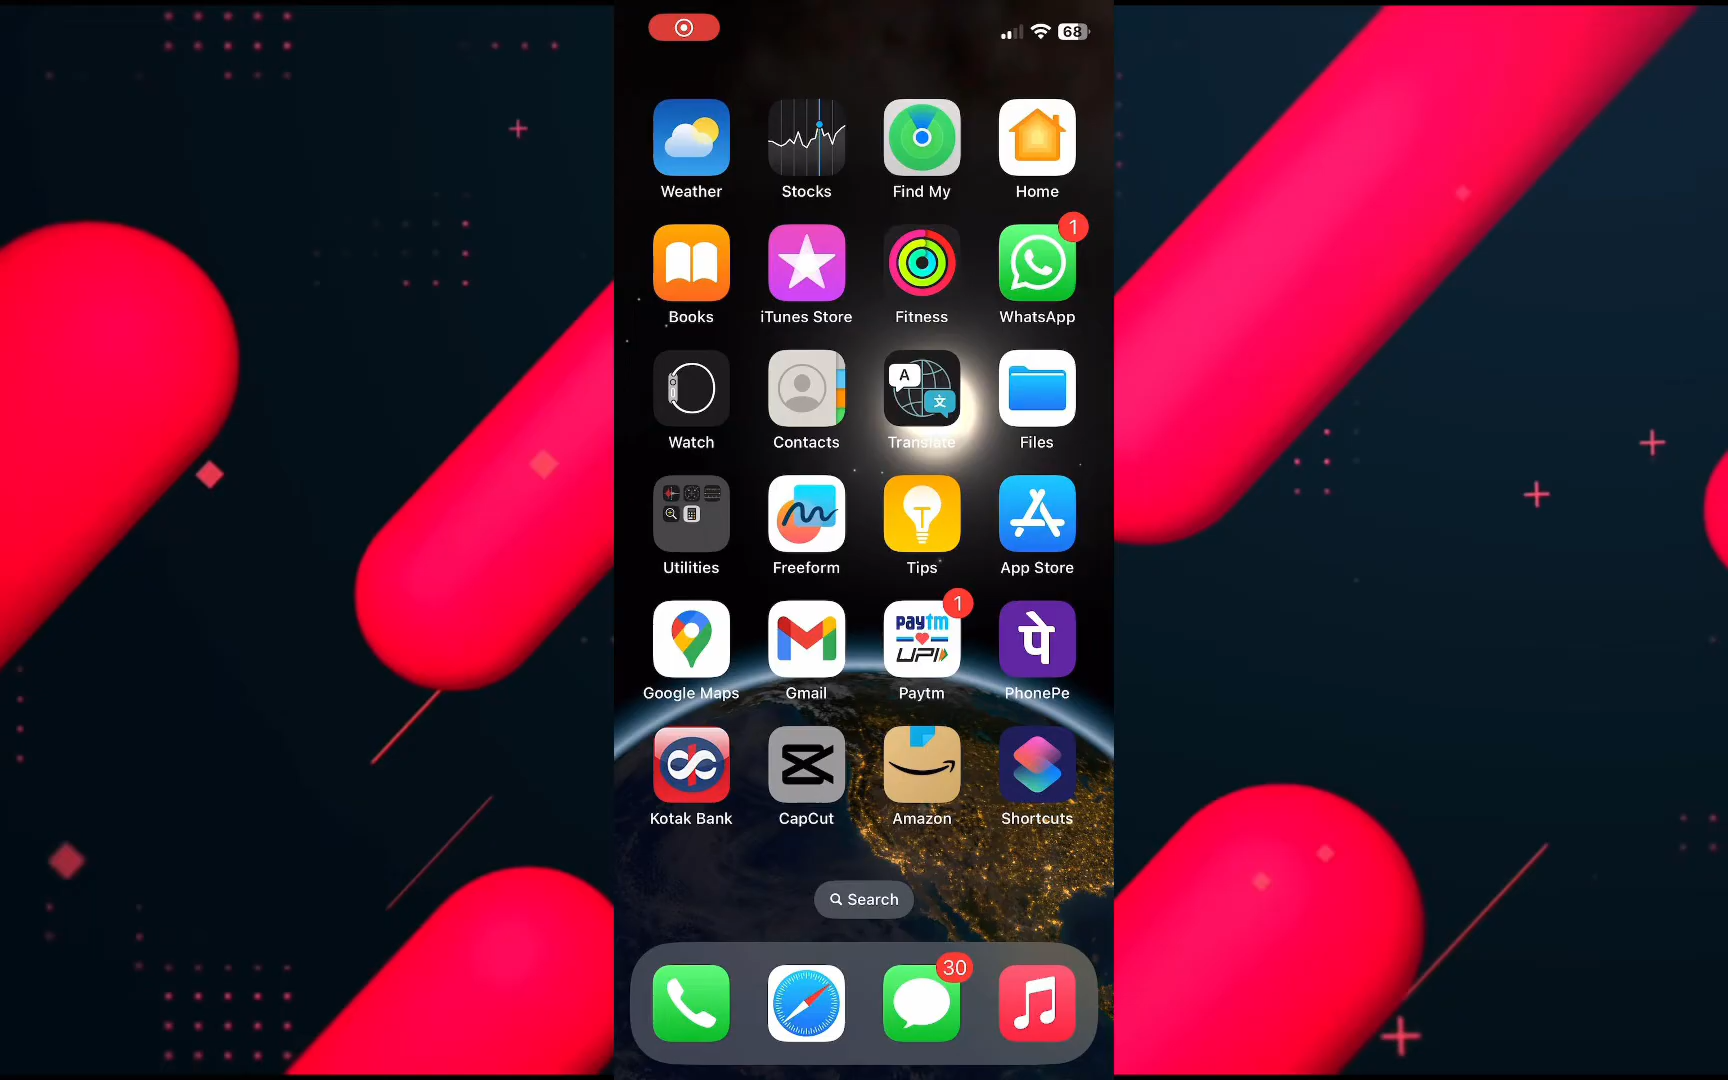 68
Weather Stocks Find My Home
1
Books iTunes Store Fitness WhatsApp
A
文
Watch Contacts Translate Files
Utilities Freeform Tips App Store
1
paytm
UPI
पे
Google Maps Gmail Paytm PhonePe
Kotak Bank CapCut Amazon Shortcuts
Search
30